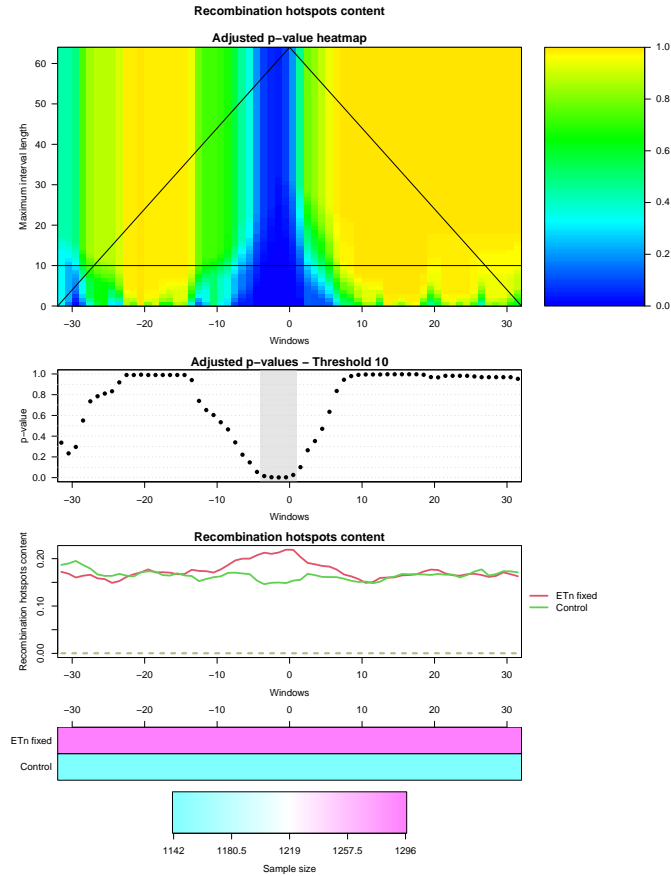 Recombination hotspots content
Adjusted p-value heatmap
Maximum interval length
0 10 20 30 40 50 60
−30 −20 −10 0 10 20 30
Windows
0.0 0.2 0.4 0.6 0.8 1.0
Adjusted p-values − Threshold 10
p-value
0.0 0.2 0.4 0.6 0.8 1.0
−30 −20 −10 0 10 20 30
Windows
Recombination hotspots content
Recombination hotspots content
0.00 0.10 0.20
−30 −20 −10 0 10 20 30
Windows
ETn fixed
Control
−30 −20 −10 0 10 20 30
ETn fixed
Control
1142 1180.5 1219 1257.5 1296
Sample size